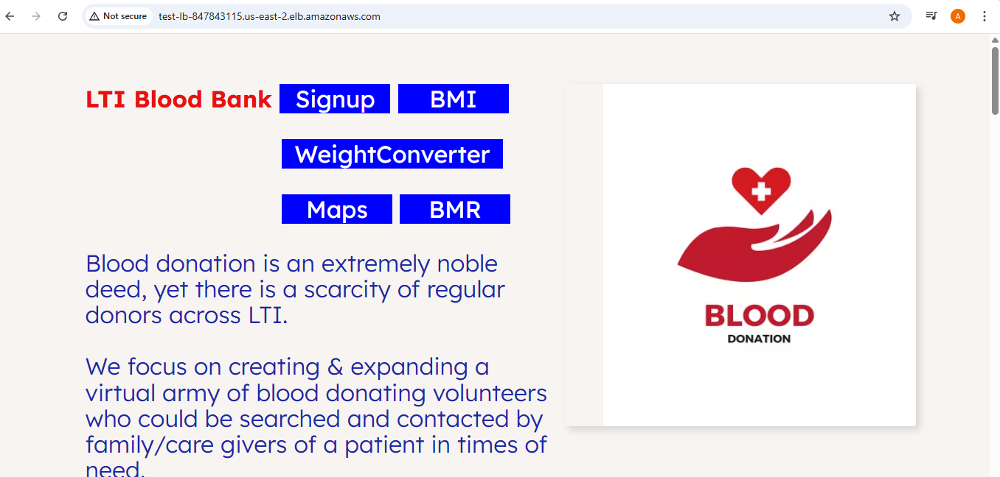 Not secure test-lb-847843115.us-east-2.elb.amazonaws.com
A
LTI Blood Bank Signup BMI
WeightConverter
Maps BMR
Blood donation is an extremely noble
deed, yet there is a scarcity of regular
donors across LTI.
We focus on creating & expanding a
virtual army of blood donating volunteers
who could be searched and contacted by
family/care givers of a patient in times of
need.
BLOOD
DONATION